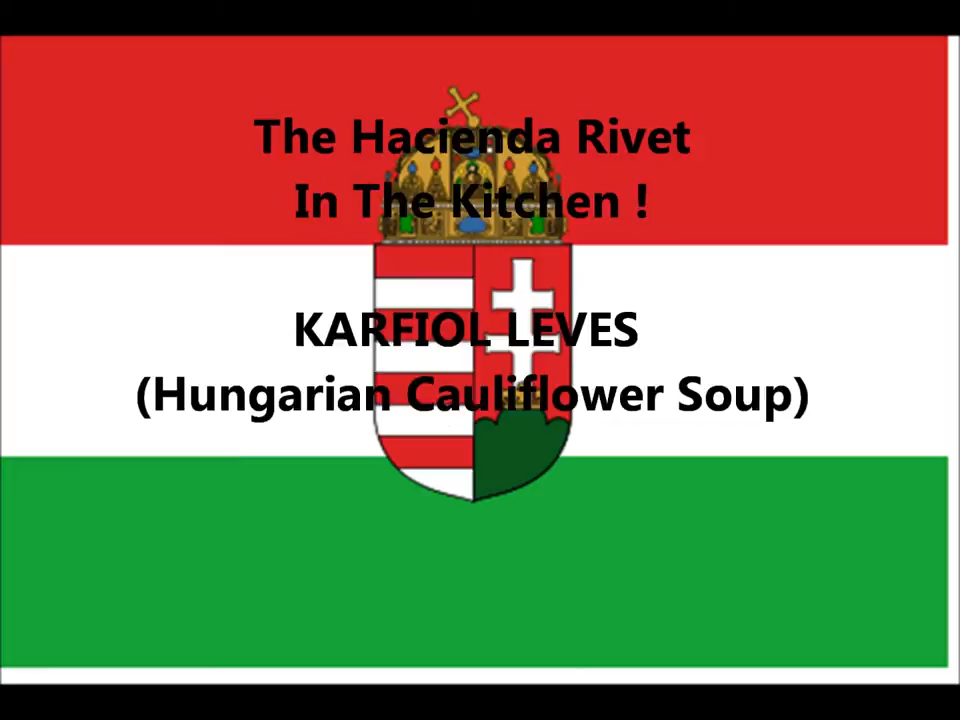 The Hacienda Rivet
In The Kitchen !
KARFIOL LEVES
(Hungarian Cauliflower Soup)